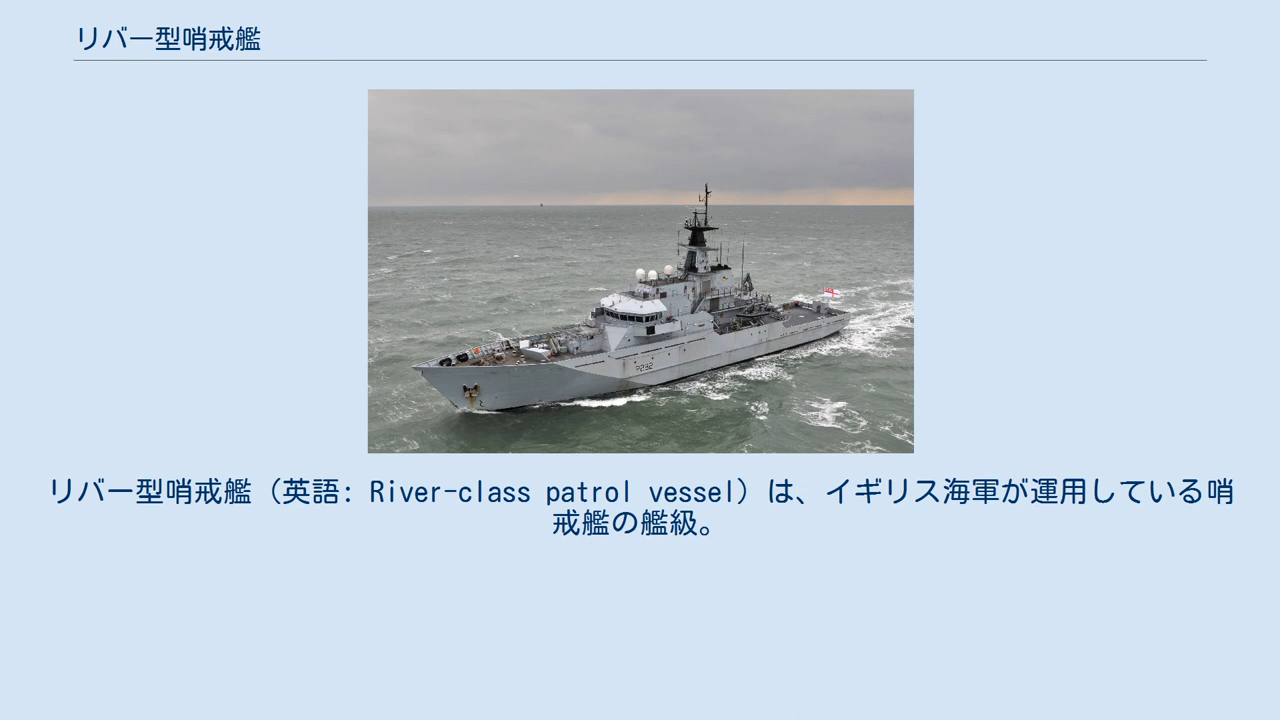 リバー型哨戒艦
P282
リバー型哨戒艦（英語: River-class patrol vessel）は、イギリス海軍が運用している哨
戒艦の艦級。